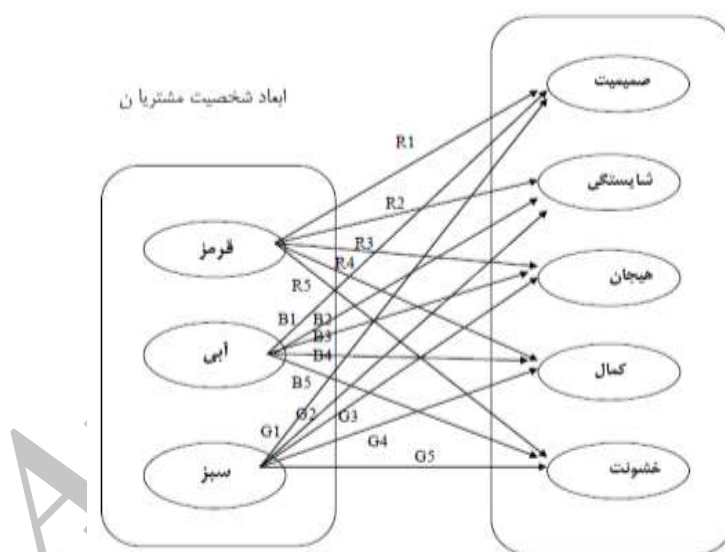 ابعاد شخصیت مشتریا ن
قرمز
آبی
سبز
صمیمیت
شایستگی
هیجان
کمال
خشونت
R1
R2
R3
R4
R5
B1
B2
B3
B4
B5
G1
G2
G3
G4
G5
A